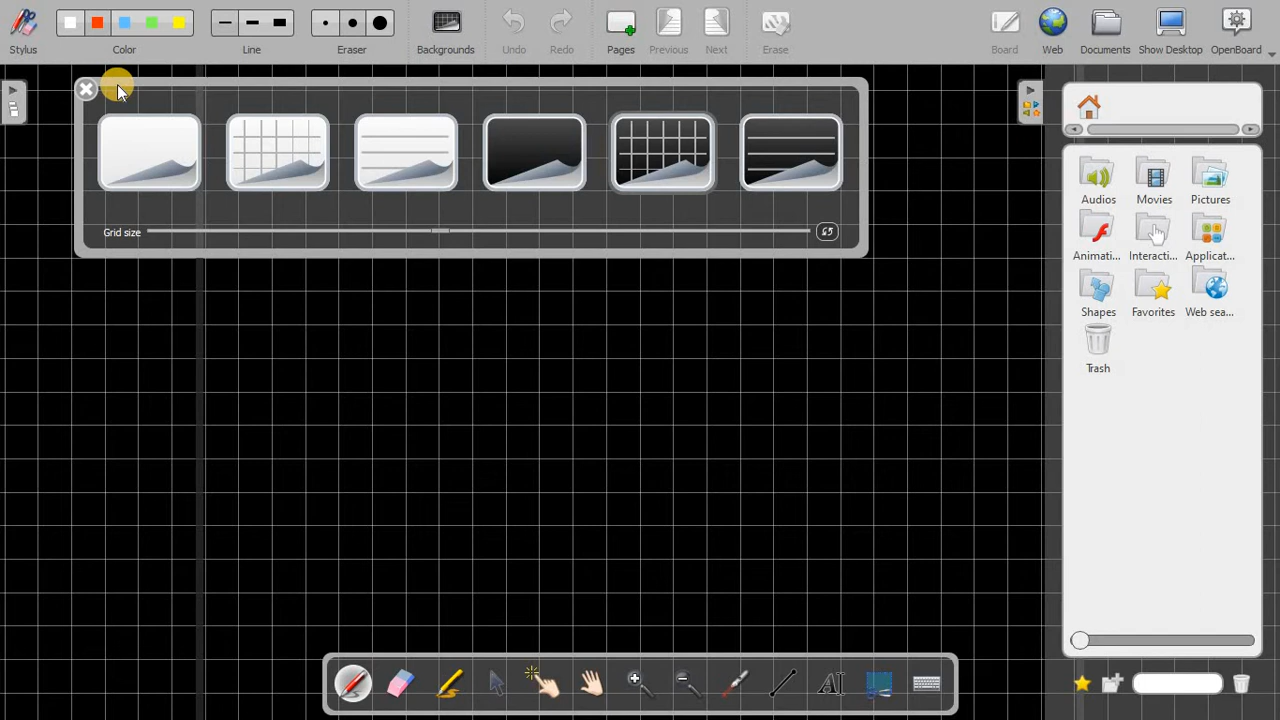 Stylus
Color
Line
Eraser
Backgrounds
Undo
Redo
Pages
Previous
Next
Erase
Board
Web
Documents
Show Desktop
OpenBoard
Grid size
Audios
Movies
Pictures
Animati...
Interacti...
Applicat...
Shapes
Favorites
Web sea...
Trash
AI